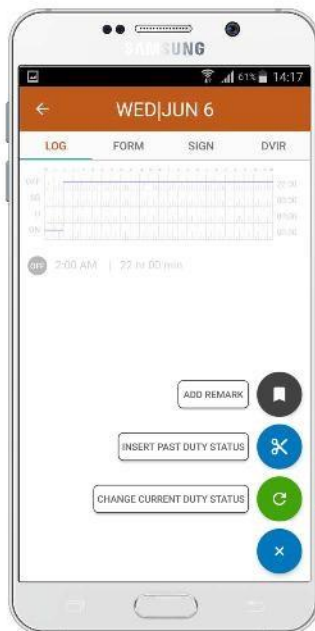 SAMSUNG
61% 14:17
WED|JUN 6
LOG FORM SIGN DVIR
OFF
SB
D
ON
OFF 2:00 AM | 22 hr 00 min
ADD REMARK
INSERT PAST DUTY STATUS
CHANGE CURRENT DUTY STATUS